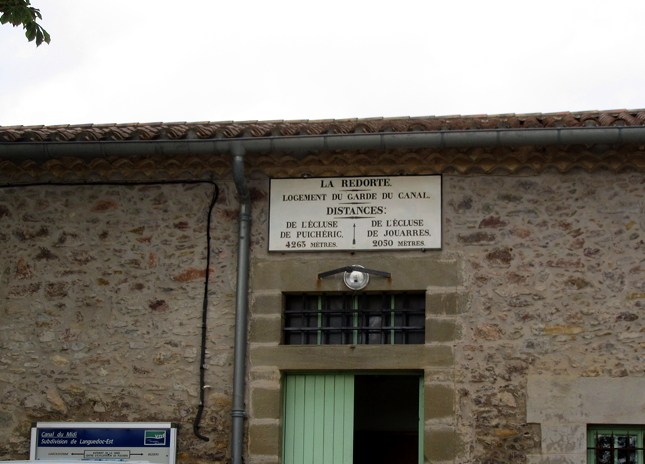 LA REDORTE.
LOGEMENT DU GARDE DU CANAL.
DISTANCES:
DE L'ÉCLUSE
DE PUICHÉRIC.
4265 MÈTRES.
DE L'ÉCLUSE
DE JOUARRES.
2050 MÈTRES.
Canal du Midi
Subdivision de Languedoc-Est